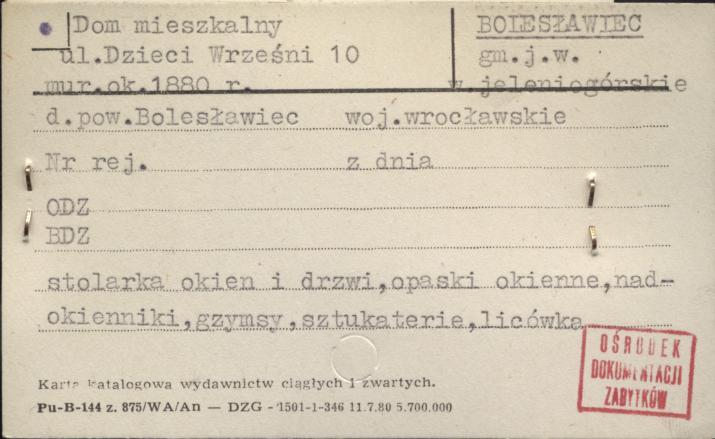 Dom mieszkalny BOLESŁAWIEC
ul.Dzieci Wrześni 10 gm.j.w.
mur.ok.1880 r. w.jeleniogórskie
d.pow.Bolesławiec woj.wrocławskie
Nr rej. z dnia
ODZ
BDZ
stolarka okien i drzwi,opaski okienne,nad-
okienniki,gzymsy,sztukaterie,licówka
OŚRODEK
DOKUMENTACJI
ZABYTKÓW
Karta katalogowa wydawnictw ciągłych i zwartych.
Pu-B-144 z. 875/WA/An — DZG - 1501-1-346 11.7.80 5.700.000